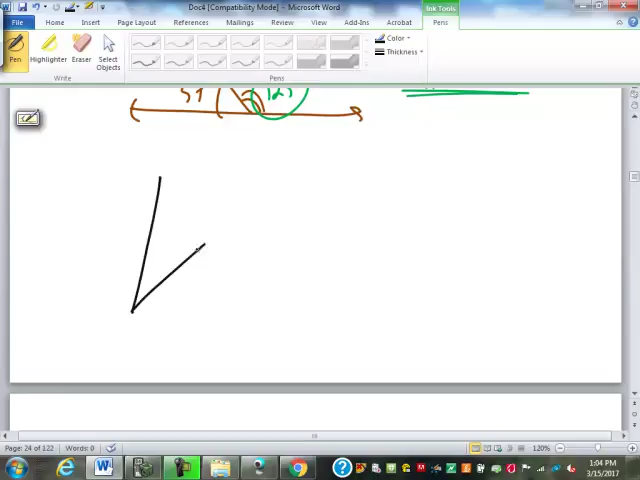 Doc4 [Compatibility Mode] - Microsoft Word
Ink Tools
File Home Insert Page Layout References Mailings Review View Add-Ins Acrobat Pens
Pen
Highlighter
Eraser
Select Objects
Color
Thickness
Write
Pens
Page: 24 of 122
Words: 0
120%
1:04 PM
3/15/2017